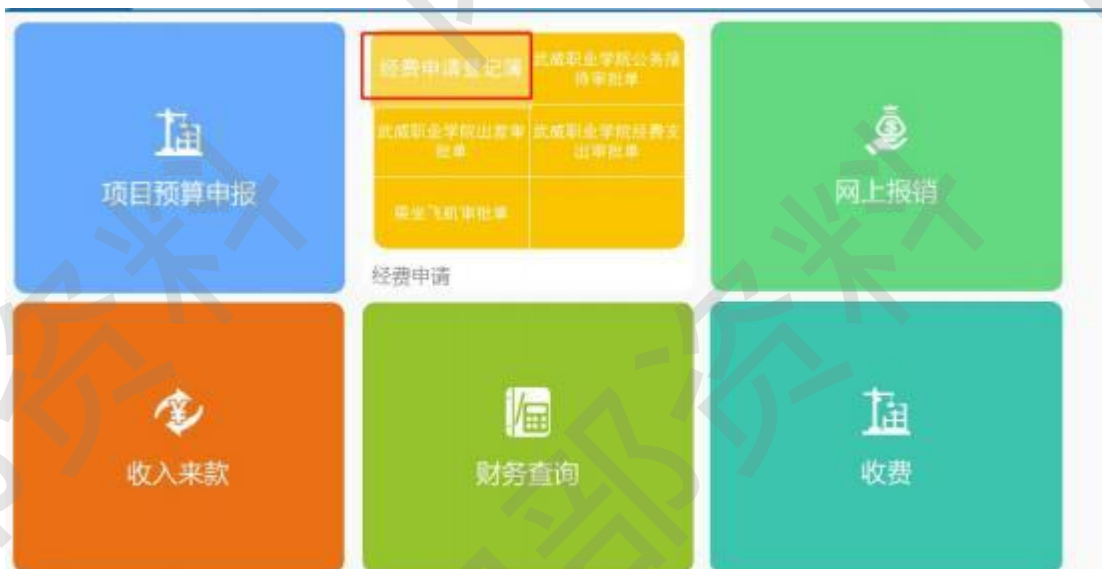 经费申请登记簿
武威职业学院公务接
待审批单
武威职业学院出差审
批单
武威职业学院经费支
出审批单
乘坐飞机审批单
项目预算申报
经费申请
网上报销
收入来款
财务查询
收费